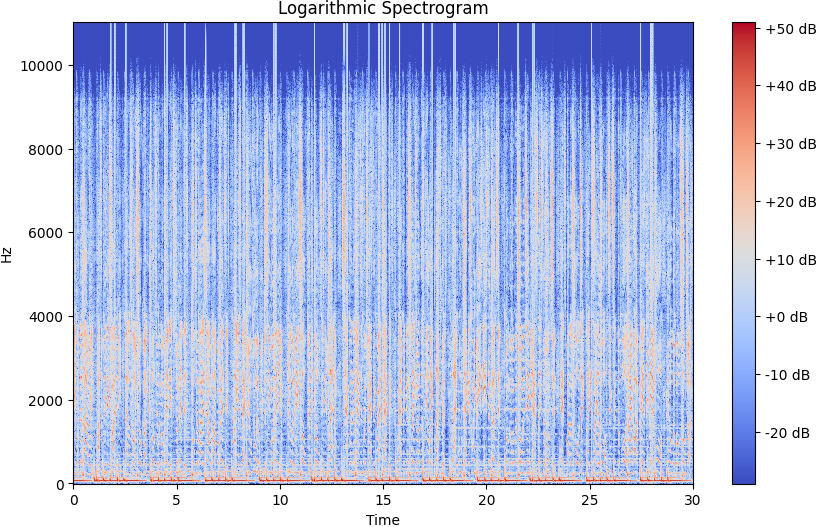 Logarithmic Spectrogram
Hz
10000
8000
6000
4000
2000
0
0 5 10 15 20 25 30
Time
+50 dB
+40 dB
+30 dB
+20 dB
+10 dB
+0 dB
-10 dB
-20 dB